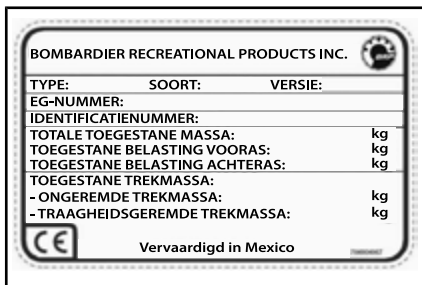 BOMBARDIER RECREATIONAL PRODUCTS INC.
TYPE: SOORT: VERSIE:
EG-NUMMER:
IDENTIFICATIENUMMER:
TOTALE TOEGESTANE MASSA: kg
TOEGESTANE BELASTING VOORAS: kg
TOEGESTANE BELASTING ACHTERAS: kg
TOEGESTANE TREKMASSA:
- ONGEREMDE TREKMASSA: kg
- TRAAGHEIDSGEREMDE TREKMASSA: kg
CE Vervaardigd in Mexico